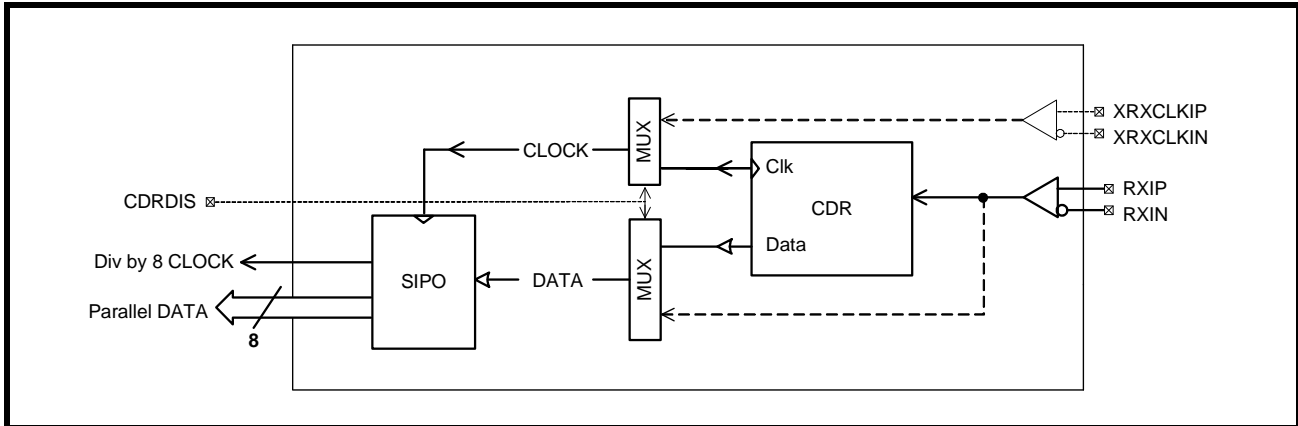 XRXCLKIP
XRXCLKIN
MUX
CLOCK
Clk
CDRDIS
CDR
RXIP
RXIN
Data
Div by 8 CLOCK
SIPO
DATA
MUX
Parallel DATA
8